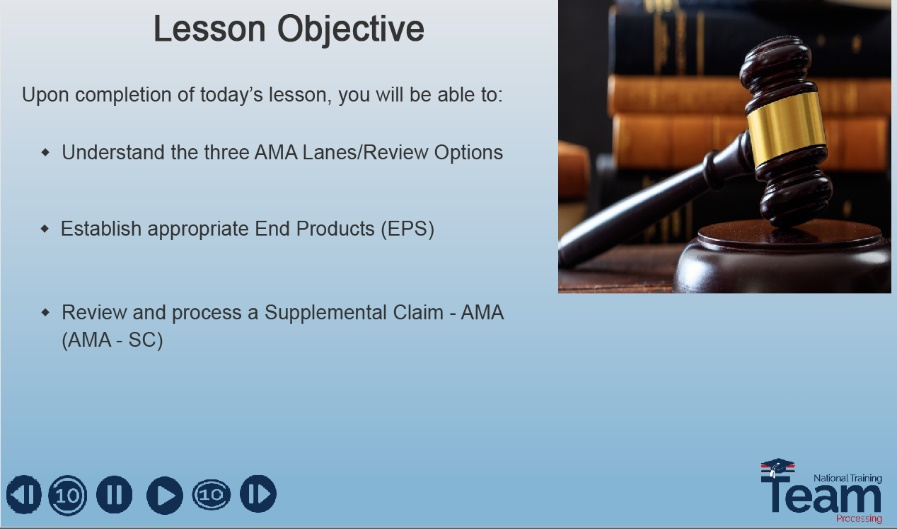 Lesson Objective
Upon completion of today's lesson, you will be able to:
Understand the three AMA Lanes/Review Options
Establish appropriate End Products (EPS)
Review and process a Supplemental Claim - AMA
(AMA - SC)
10
10
National Training
Team
Processing